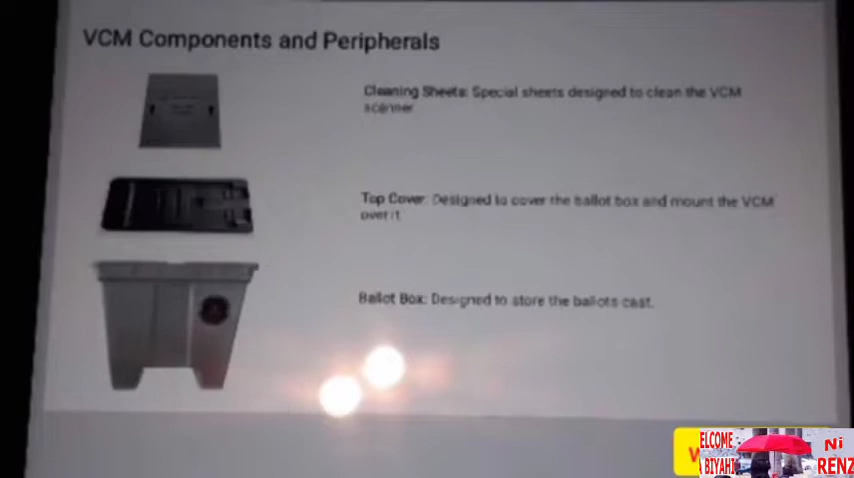 VCM Components and Peripherals
Cleaning Sheets: Special sheets designed to clean the VCM
scanner
Top Cover: Designed to cover the ballot box and mount the VCM
over it
Ballot Box: Designed to store the ballots cast.
ELCOME
A BIYAHI
Ni
RENZ